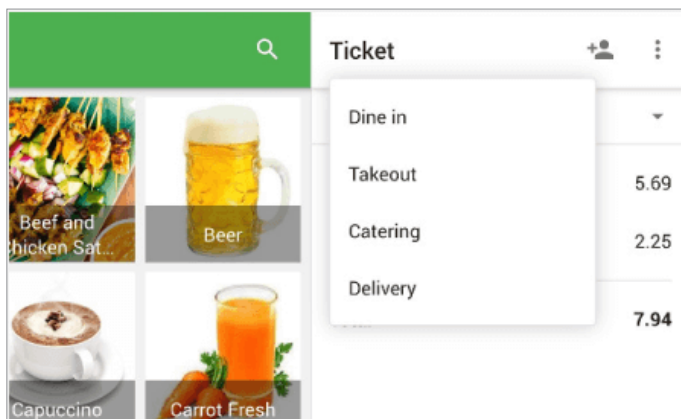 Ticket
Dine in
Takeout
Catering
Delivery
5.69
2.25
7.94
Beef and
Chicken Sat...
Beer
Capuccino
Carrot Fresh